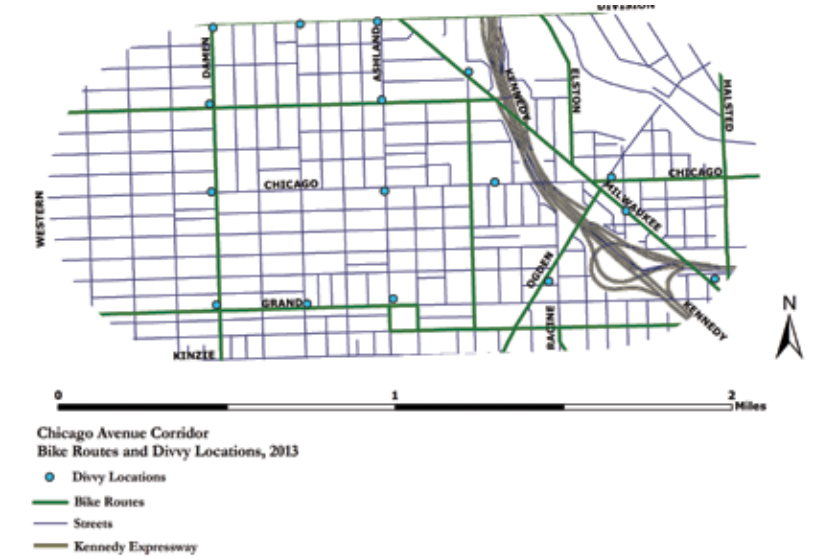 DIVISION
DAMEN
ASHLAND
KENNEDY
ELSTON
HALSTED
WESTERN
CHICAGO
CHICAGO
MILWAUKEE
OGDEN
GRAND
RACINE
KENNEDY
KINZIE
N
0 1 2
Miles
Chicago Avenue Corridor
Bike Routes and Divvy Locations, 2013
Divvy Locations
Bike Routes
Streets
Kennedy Expressway